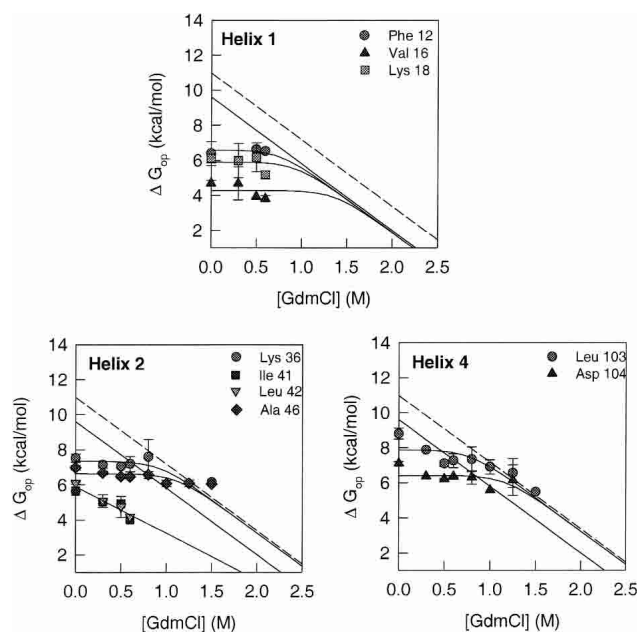 Helix 1
Phe 12
Val 16
Lys 18
14
12
10
8
6
4
2
Δ G_op (kcal/mol)
0.0 0.5 1.0 1.5 2.0 2.5
[GdmCl] (M)
Helix 2
Lys 36
Ile 41
Leu 42
Ala 46
14
12
10
8
6
4
2
Δ G_op (kcal/mol)
0.0 0.5 1.0 1.5 2.0 2.5
[GdmCl] (M)
Helix 4
Leu 103
Asp 104
14
12
10
8
6
4
2
Δ G_op (kcal/mol)
0.0 0.5 1.0 1.5 2.0 2.5
[GdmCl] (M)